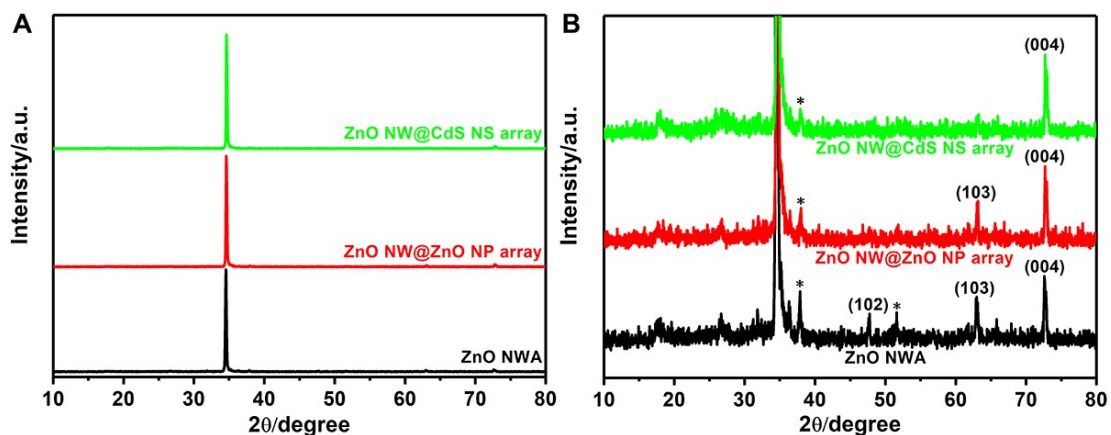 A
Intensity/a.u.
ZnO NW@CdS NS array
ZnO NW@ZnO NP array
ZnO NWA
10 20 30 40 50 60 70 80
2θ/degree
B
Intensity/a.u.
(004)
*
ZnO NW@CdS NS array
(004)
(103)
*
ZnO NW@ZnO NP array
(004)
(103)
(102)
*
*
ZnO NWA
10 20 30 40 50 60 70 80
2θ/degree